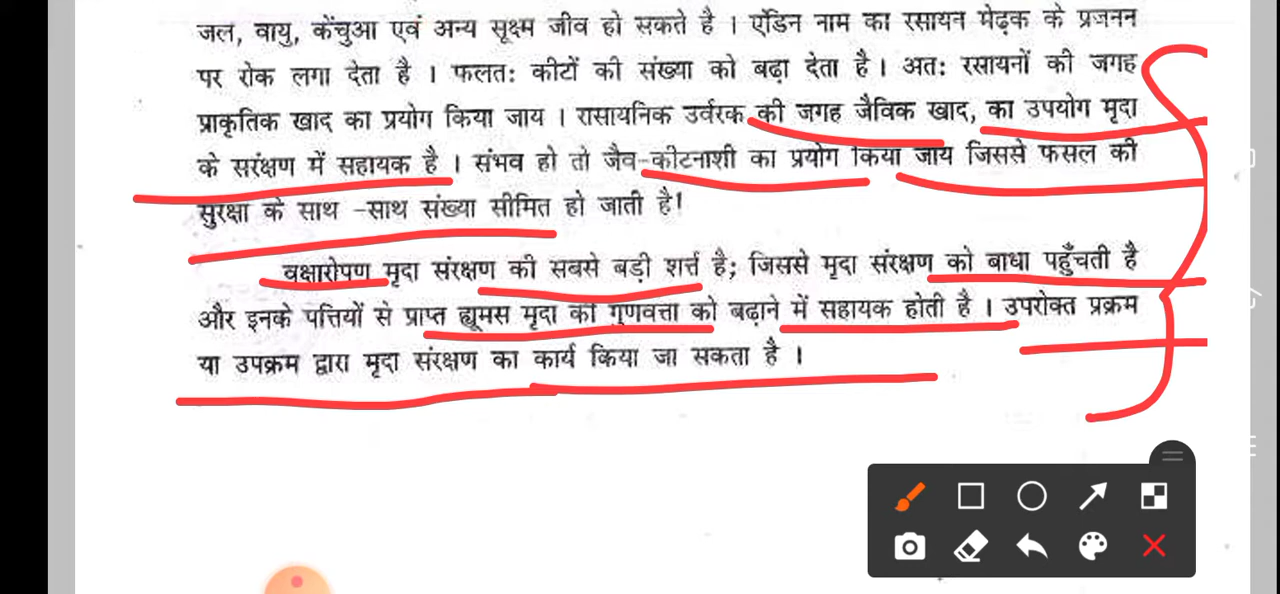 जल, वायु, केंचुआ एवं अन्य सूक्ष्म जीव हो सकते है । एंडिन नाम का रसायन मेढ़क के प्रजनन
पर रोक लगा देता है । फलत: कीटों की संख्या को बढ़ा देता है। अत: रसायनों की जगह
प्राकृतिक खाद का प्रयोग किया जाय । रासायनिक उर्वरक की जगह जैविक खाद, का उपयोग मृदा
के सरंक्षण में सहायक है । संभव हो तो जैव-कीटनाशी का प्रयोग किया जाय जिससे फसल की
सुरक्षा के साथ -साथ संख्या सीमित हो जाती है!
वक्षारोपण मृदा संरक्षण की सबसे बड़ी शर्त्त है; जिससे मृदा संरक्षण को बाधा पहुँचती है
और इनके पत्तियों से प्राप्त ह्यूमस मृदा की गुणवत्ता को बढ़ाने में सहायक होती है । उपरोक्त प्रक्रम
या उपक्रम द्वारा मृदा संरक्षण का कार्य किया जा सकता है ।